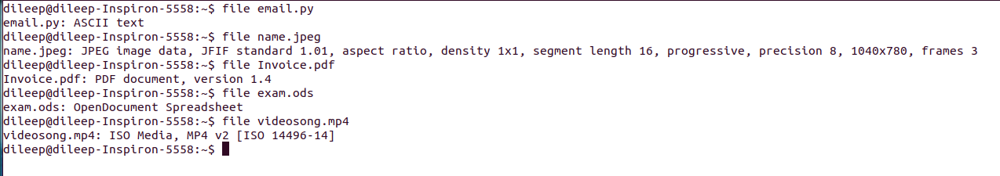 dileep@dileep-Inspiron-5558:~$ file email.py
email.py: ASCII text
dileep@dileep-Inspiron-5558:~$ file name.jpeg
name.jpeg: JPEG image data, JFIF standard 1.01, aspect ratio, density 1x1, segment length 16, progressive, precision 8, 1040x780, frames 3
dileep@dileep-Inspiron-5558:~$ file Invoice.pdf
Invoice.pdf: PDF document, version 1.4
dileep@dileep-Inspiron-5558:~$ file exam.ods
exam.ods: OpenDocument Spreadsheet
dileep@dileep-Inspiron-5558:~$ file videosong.mp4
videosong.mp4: ISO Media, MP4 v2 [ISO 14496-14]
dileep@dileep-Inspiron-5558:~$